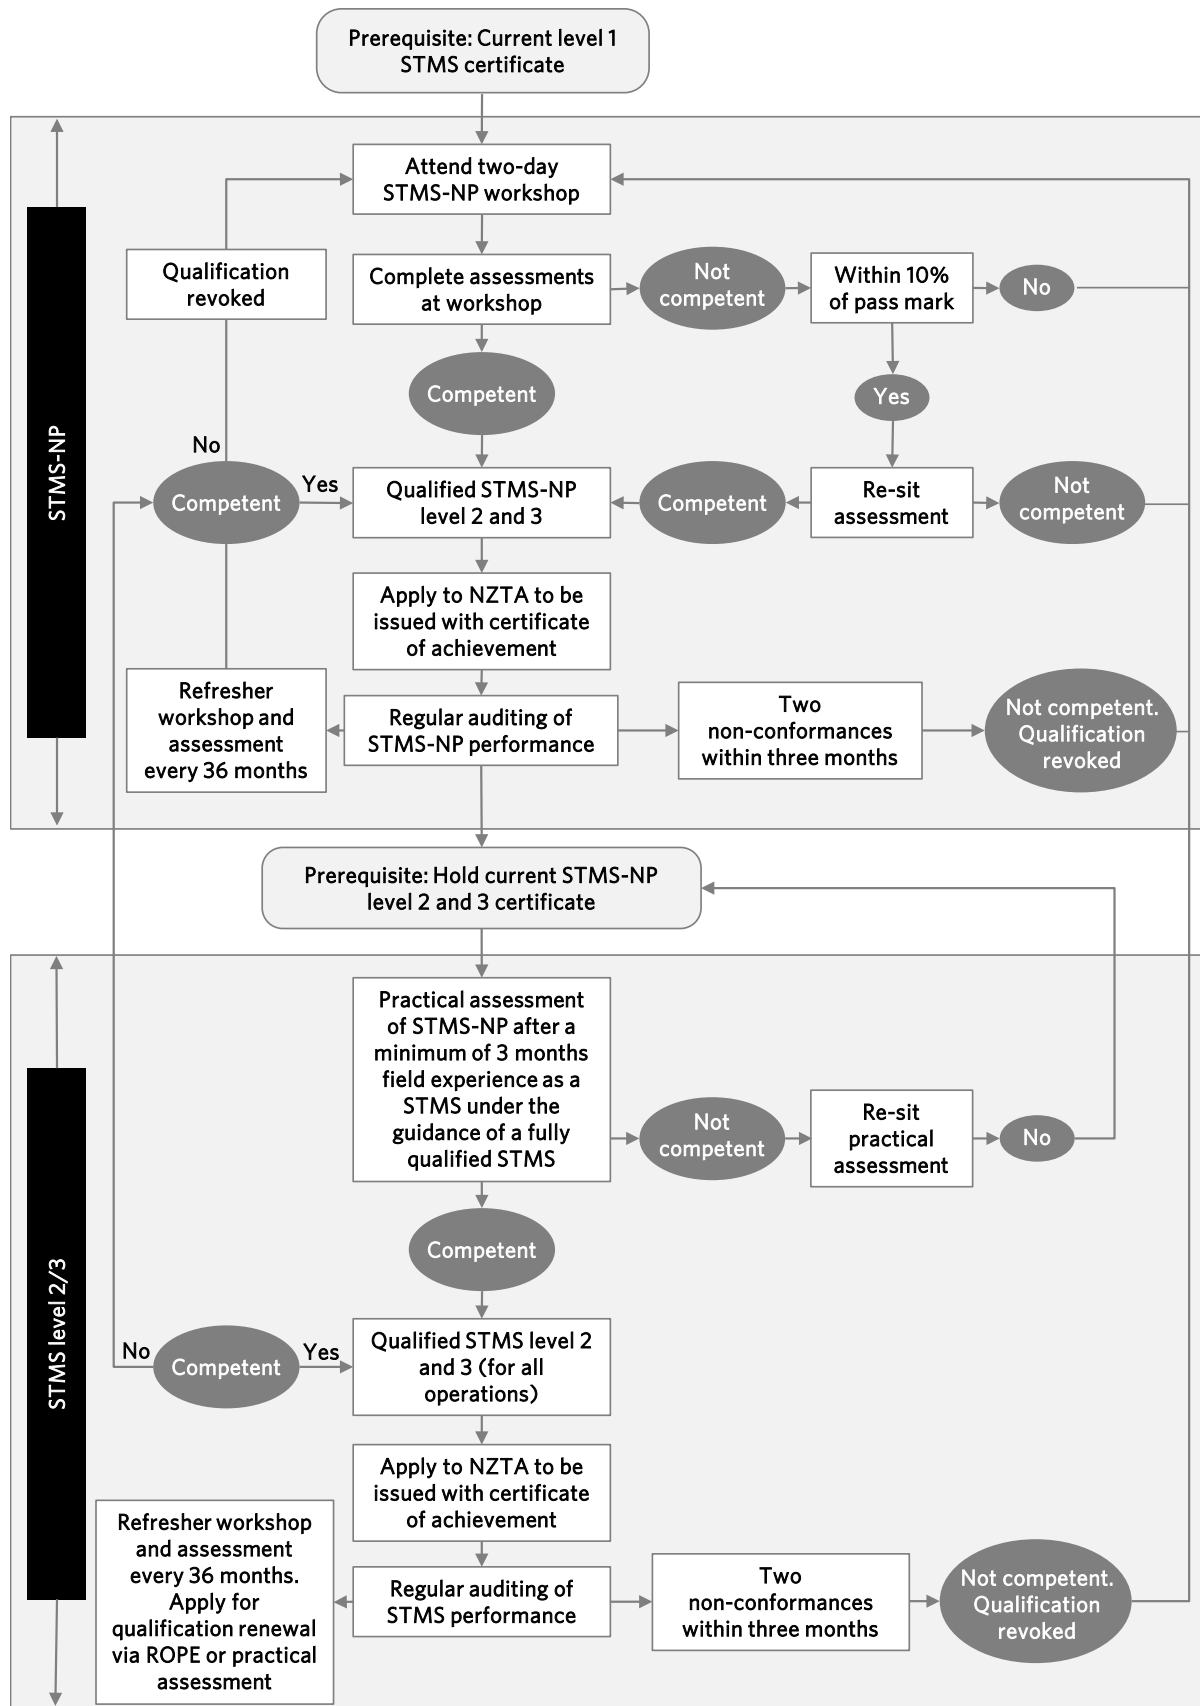 Prerequisite: Current level 1
STMS certificate
STMS-NP
Attend two-day
STMS-NP workshop
Qualification
revoked
Complete assessments
at workshop
Not
competent
Within 10%
of pass mark
No
Competent
Yes
No
Competent
Yes
Qualified STMS-NP
level 2 and 3
Competent
Re-sit
assessment
Not
competent
Apply to NZTA to be
issued with certificate
of achievement
Refresher
workshop and
assessment
every 36 months
Regular auditing of
STMS-NP performance
Two
non-conformances
within three months
Not competent.
Qualification
revoked
Prerequisite: Hold current STMS-NP
level 2 and 3 certificate
STMS level 2/3
Practical assessment
of STMS-NP after a
minimum of 3 months
field experience as a
STMS under the
guidance of a fully
qualified STMS
Not
competent
Re-sit
practical
assessment
No
Competent
No
Competent
Yes
Qualified STMS level 2
and 3 (for all
operations)
Apply to NZTA to be
issued with certificate
of achievement
Refresher workshop
and assessment
every 36 months.
Apply for
qualification renewal
via ROPE or practical
assessment
Regular auditing of
STMS performance
Two
non-conformances
within three months
Not competent.
Qualification
revoked